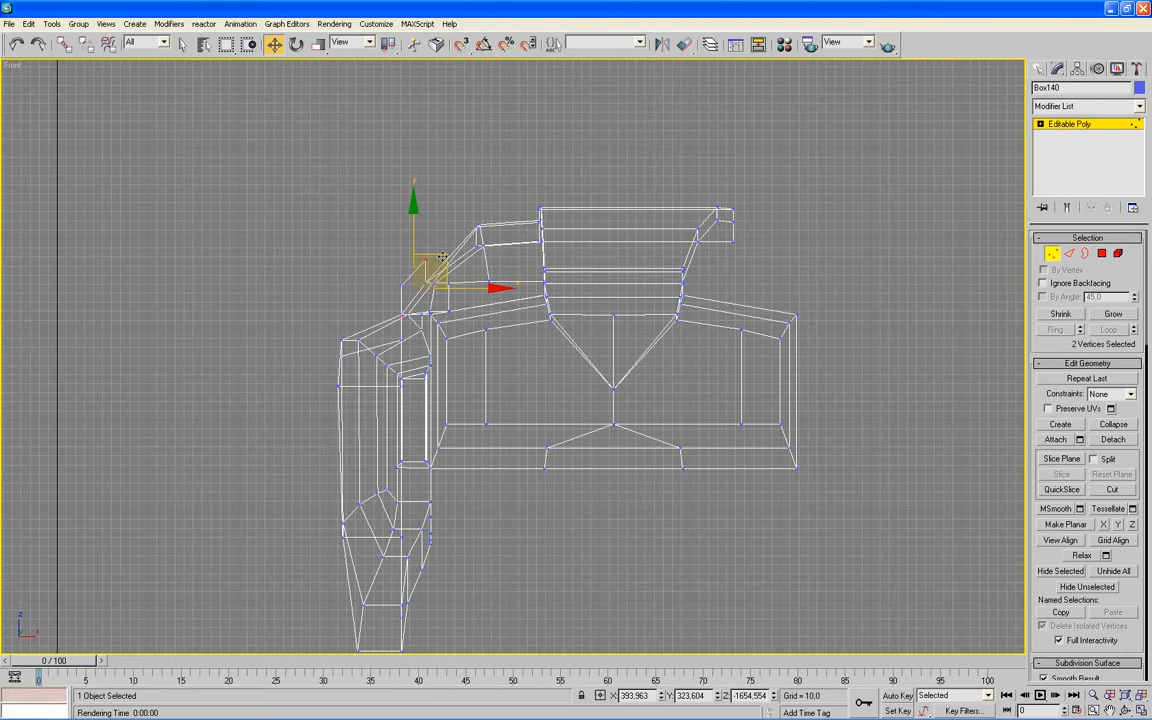 File Edit Tools Group Views Create Modifiers reactor Animation Graph Editors Rendering Customize MAXScript Help
All View View
Front
Box140
Modifier List
Editable Poly
y
x
Selection
By Vertex
Ignore Backfacing
By Angle: 45,0
Shrink Grow
Ring Loop
2 Vertices Selected
Edit Geometry
Repeat Last
Constraints: None
Preserve UVs
Create Collapse
Attach Detach
Slice Plane Split
Slice Reset Plane
QuickSlice Cut
MSmooth Tessellate
Make Planar X Y Z
View Align Grid Align
Relax
Hide Selected Unhide All
Hide Unselected
Named Selections:
Copy Paste
Delete Isolated Vertices
Full Interactivity
Subdivision Surface
Smooth Result
z
y x
0 / 100
0 5 10 15 20 25 30 35 40 45 50 55 60 65 70 75 80 85 90 95 100
1 Object Selected X: 393,963 Y: 323,604 Z: -1654,554 Grid = 10,0 Auto Key Selected
Rendering Time 0:00:00 Add Time Tag Set Key Key Filters... 0